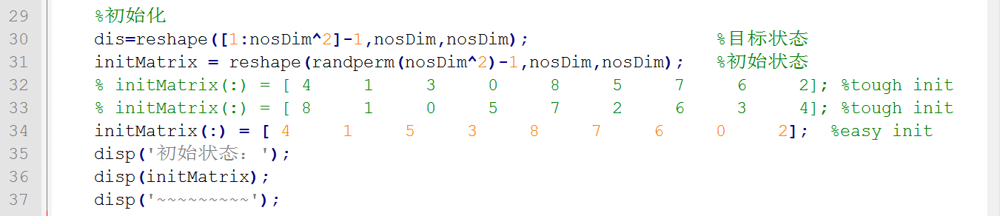 29 %初始化
30 dis=reshape([1:nosDim^2]-1,nosDim,nosDim); %目标状态
31 initMatrix = reshape(randperm(nosDim^2)-1,nosDim,nosDim); %初始状态
32 % initMatrix(:) = [ 4 1 3 0 8 5 7 6 2]; %tough init
33 % initMatrix(:) = [ 8 1 0 5 7 2 6 3 4]; %tough init
34 initMatrix(:) = [ 4 1 5 3 8 7 6 0 2]; %easy init
35 disp('初始状态：');
36 disp(initMatrix);
37 disp('~~~~~~~~~');